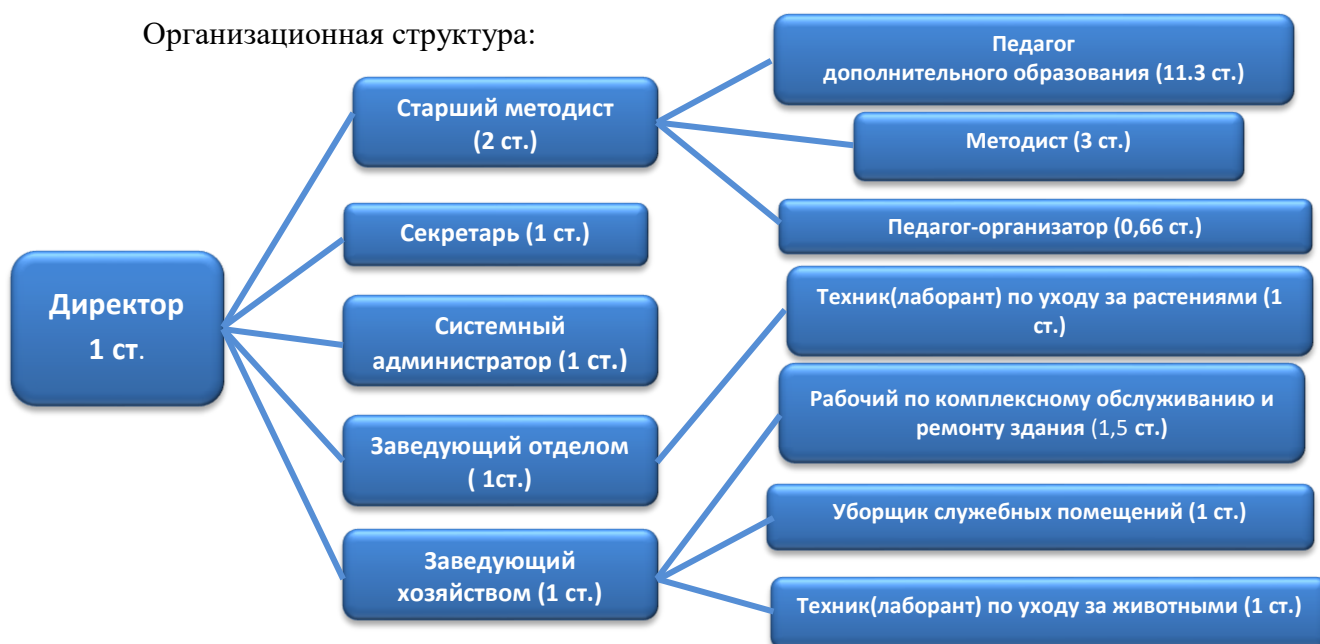 Организационная структура:
Директор
1 ст.
Старший методист
(2 ст.)
Секретарь (1 ст.)
Системный
администратор (1 ст.)
Заведующий отделом
( 1ст.)
Заведующий
хозяйством (1 ст.)
Педагог
дополнительного образования (11.3 ст.)
Методист (3 ст.)
Педагог-организатор (0,66 ст.)
Техник(лаборант) по уходу за растениями (1
ст.)
Рабочий по комплексному обслуживанию и
ремонту здания (1,5 ст.)
Уборщик служебных помещений (1 ст.)
Техник(лаборант) по уходу за животными (1 ст.)